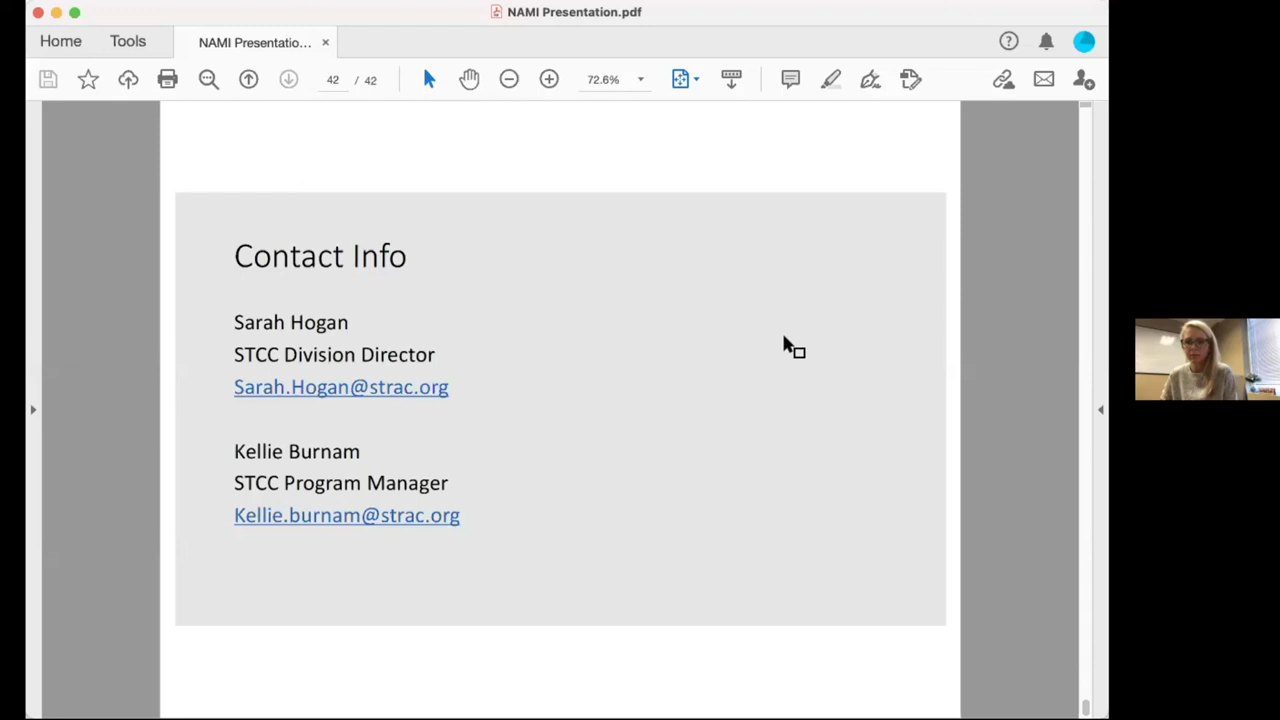 NAMI Presentation.pdf
Home
Tools
NAMI Presentatio...
42 / 42
72.6%
Contact Info
Sarah Hogan
STCC Division Director
Sarah.Hogan@strac.org
Kellie Burnam
STCC Program Manager
Kellie.burnam@strac.org